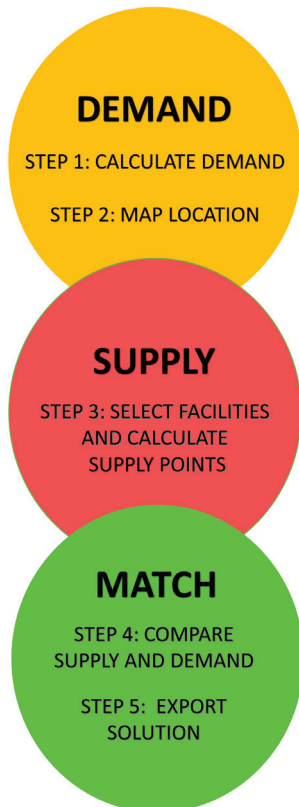 DEMAND
STEP 1: CALCULATE DEMAND
STEP 2: MAP LOCATION
SUPPLY
STEP 3: SELECT FACILITIES
AND CALCULATE
SUPPLY POINTS
MATCH
STEP 4: COMPARE
SUPPLY AND DEMAND
STEP 5:  EXPORT
SOLUTION